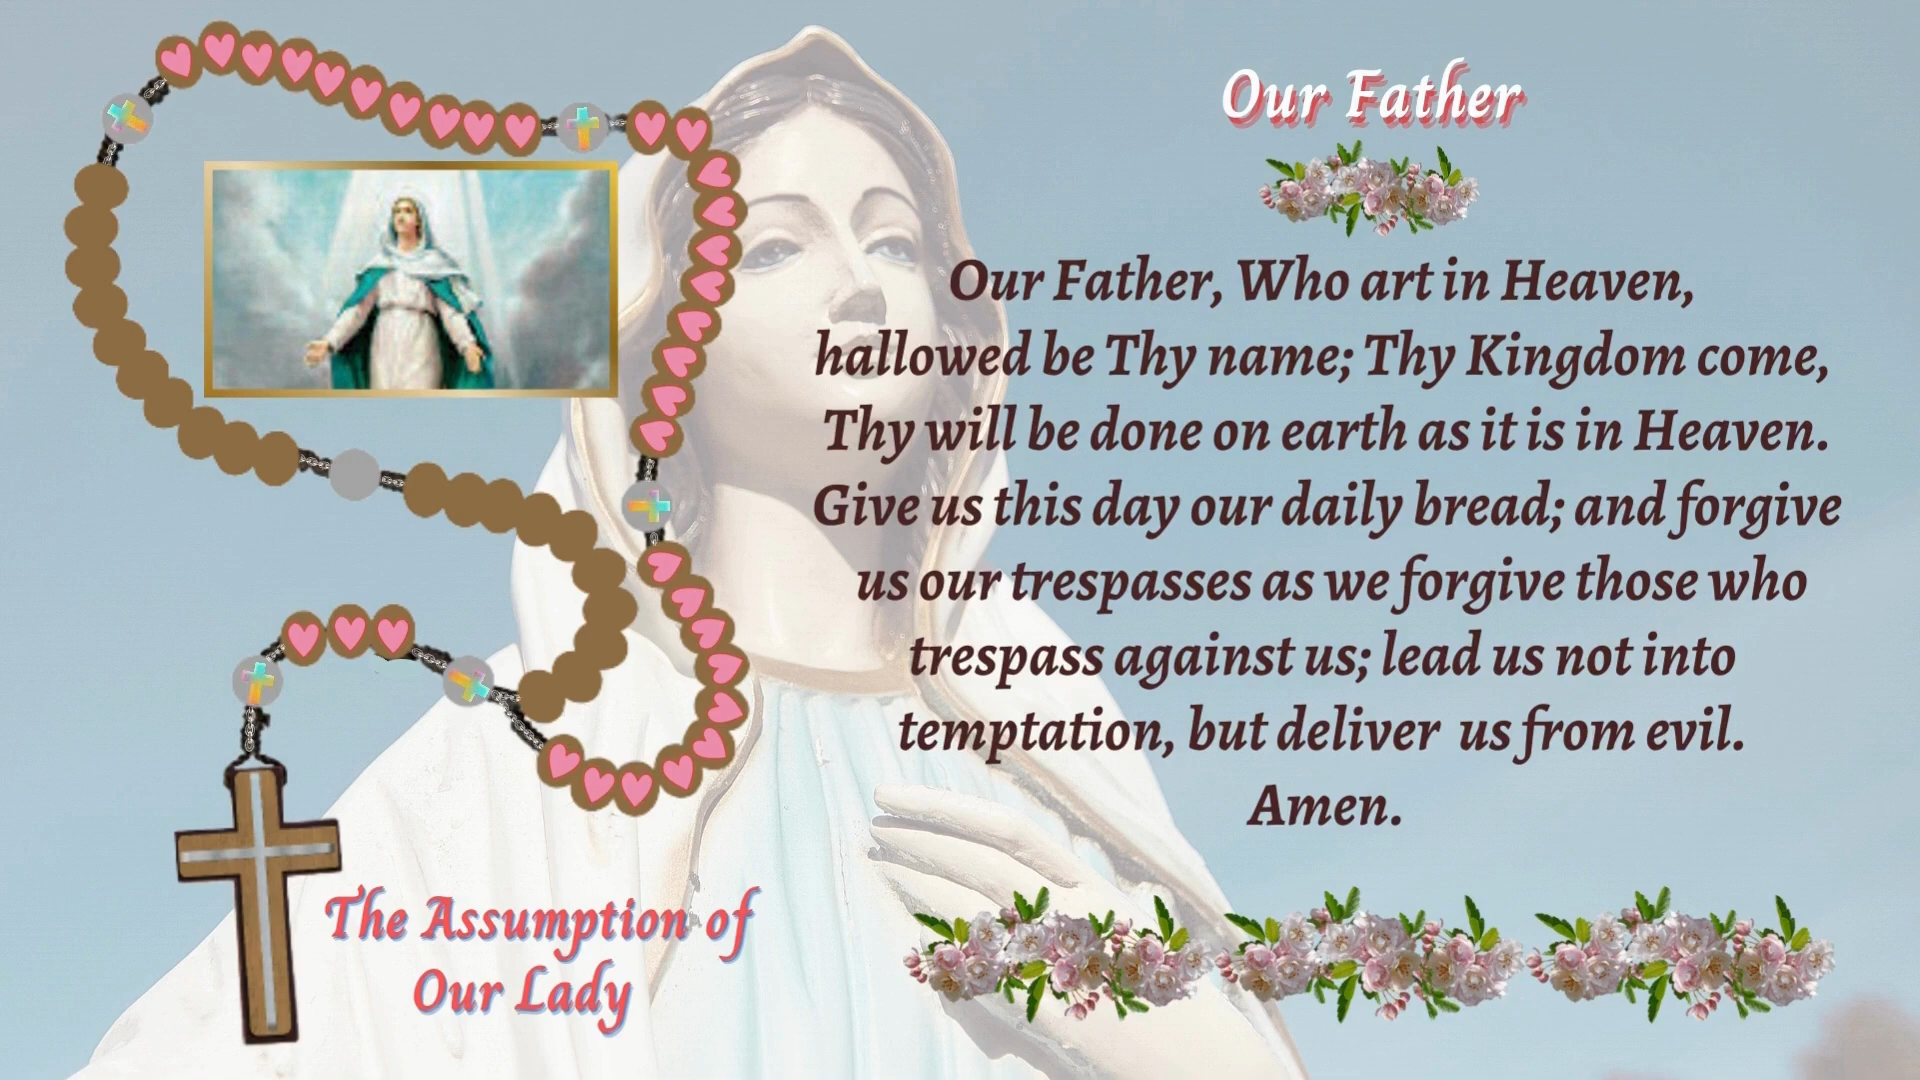 Our Father
Our Father, Who art in Heaven,
hallowed be Thy name; Thy Kingdom come,
Thy will be done on earth as it is in Heaven.
Give us this day our daily bread; and forgive
us our trespasses as we forgive those who
trespass against us; lead us not into
temptation, but deliver us from evil.
Amen.
The Assumption of
Our Lady